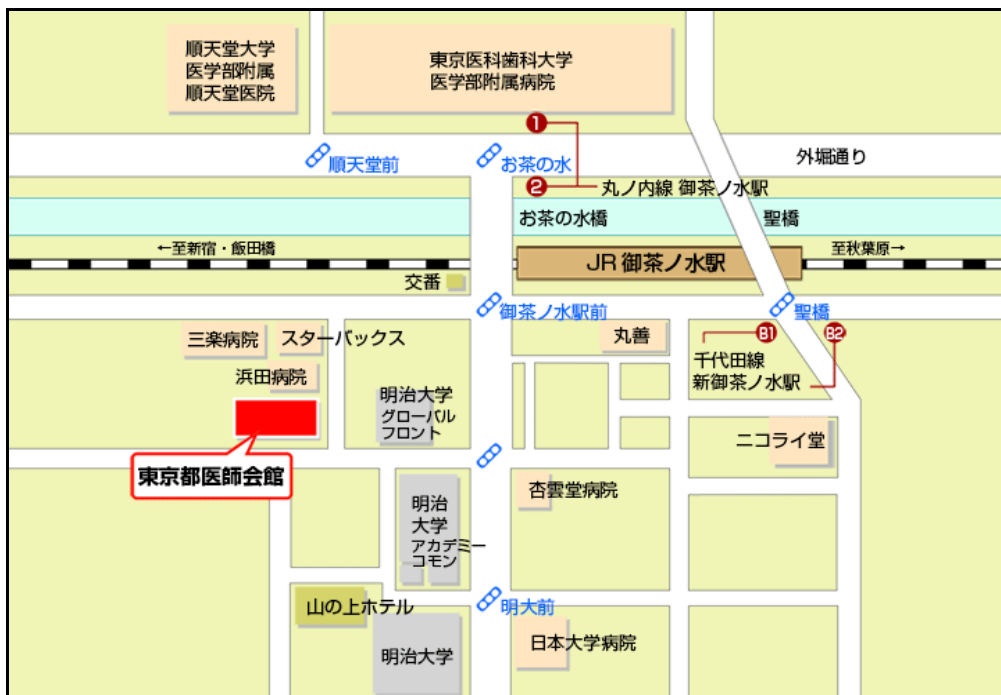 順天堂大学
医学部附属
順天堂医院
東京医科歯科大学
医学部附属病院
1
順天堂前
お茶の水
外堀通り
2
丸ノ内線 御茶ノ水駅
お茶の水橋
聖橋
←至新宿・飯田橋
JR 御茶ノ水駅
至秋葉原→
交番
御茶ノ水駅前
聖橋
三楽病院
スターバックス
丸善
B1
B2
千代田線
新御茶ノ水駅
浜田病院
明治大学
グローバル
フロント
ニコライ堂
東京都医師会館
杏雲堂病院
明治
大学
アカデミー
コモン
山の上ホテル
明大前
明治大学
日本大学病院